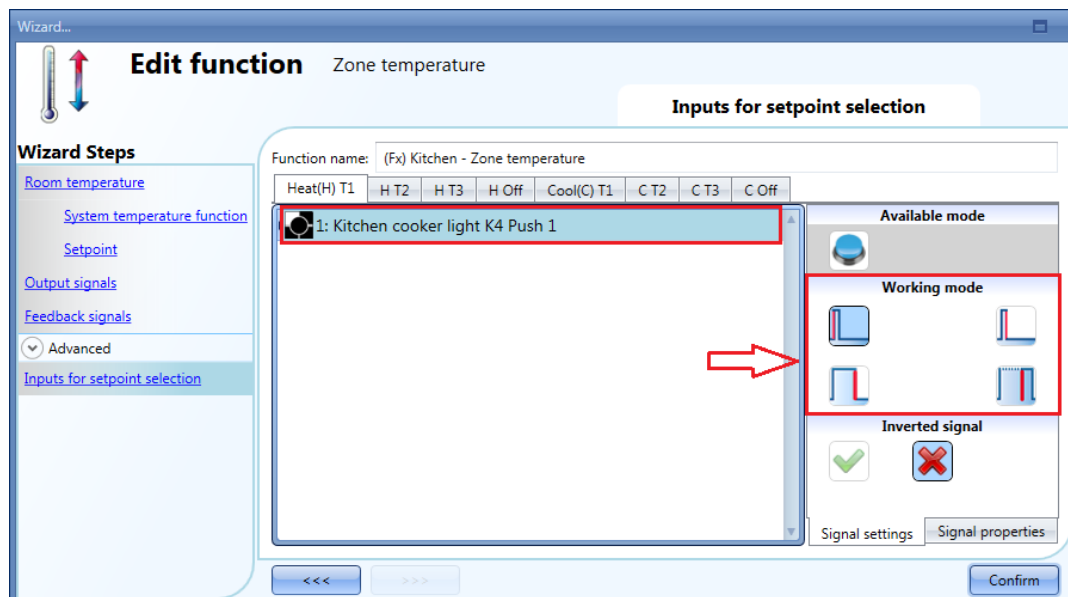 Wizard...
Edit function Zone temperature
Inputs for setpoint selection
Wizard Steps
Room temperature
System temperature function
Setpoint
Output signals
Feedback signals
Advanced
Inputs for setpoint selection
Function name: (Fx) Kitchen - Zone temperature
Heat(H) T1 H T2 H T3 H Off Cool(C) T1 C T2 C T3 C Off
1: Kitchen cooker light K4 Push 1
Available mode
Working mode
Inverted signal
Signal settings Signal properties
<<< >>> Confirm